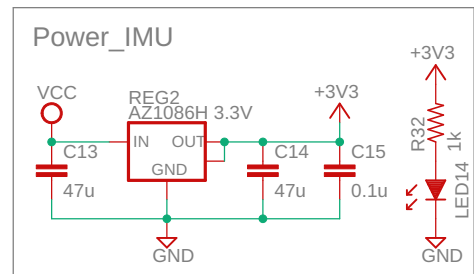 Power_IMU
VCC
REG2
AZ1086H 3.3V
+3V3
+3V3
IN
OUT
GND
C13
47u
C14
47u
C15
0.1u
R32
1k
LED14
GND
GND